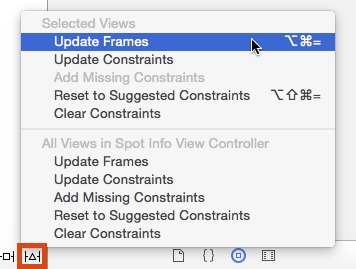 Selected Views
Update Frames ⌥⌘=
Update Constraints
Add Missing Constraints
Reset to Suggested Constraints ⌥⇧⌘=
Clear Constraints
All Views in Spot Info View Controller
Update Frames
Update Constraints
Add Missing Constraints
Reset to Suggested Constraints
Clear Constraints